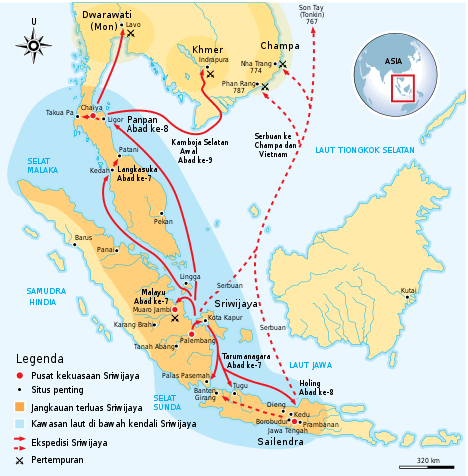 Son Tay
(Tonkin)
767
Dwarawati
(Mon)
Lavo
U
Khmer
Indrapura
Champa
Nha Trang
774
Phan Rang
787
ASIA
Chaiya
Takua Pa
Ligor
Panpan
Abad ke-8
Kamboja Selatan
Awal
Abad ke-9
Serbuan ke
Champa dan
Vietnam
LAUT TIONGKOK SELATAN
Patani
SELAT
MALAKA
Kedah
Langkasuka
Abad ke-7
Pekan
Barus
Panai
Lingga
Serbuan
SAMUDRA
HINDIA
Malayu
Abad ke-7
Muaro Jambi
Sriwijaya
Kota Kapur
Karang Brahi
Palembang
Tanah Abang
Kutai
Serbuan
Tarumanagara
Abad ke-7
LAUT JAWA
Palas Pasemah
Banten
Girang
Tugu
Holing
Abad ke-8
SELAT
SUNDA
Dieng
Kedu
Borobudur
Prambanan
Jawa Tengah
Sailendra
Legenda
Pusat kekuasaan Sriwijaya
Situs penting
Jangkauan terluas Sriwijaya
Kawasan laut di bawah kendali Sriwijaya
Ekspedisi Sriwijaya
Pertempuran
320 km